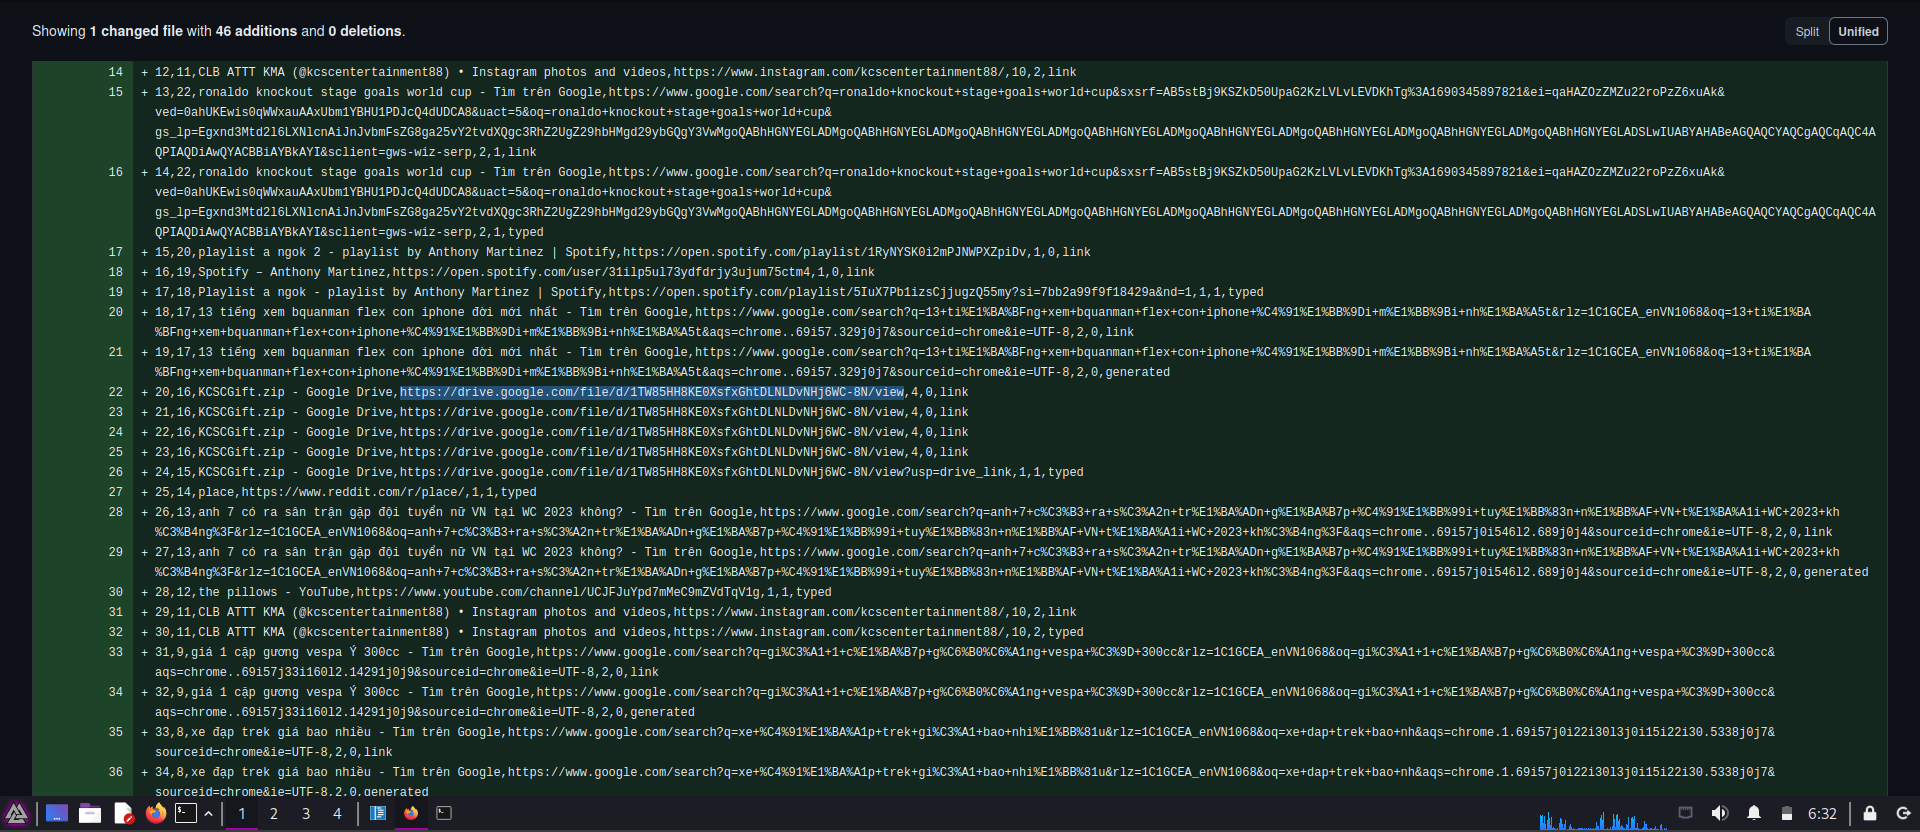 Showing 1 changed file with 46 additions and 0 deletions.
Split Unified
14 + 12,11,CLB ATTT KMA (@kcscentertainment88) • Instagram photos and videos,https://www.instagram.com/kcscentertainment88/,10,2,link
15 + 13,22,ronaldo knockout stage goals world cup - Tìm trên Google,https://www.google.com/search?q=ronaldo+knockout+stage+goals+world+cup&sxsrf=AB5stBj9KSZkD50UpaG2KzLVLvLEVDKhTg%3A1690345897821&ei=qaHAZOzZMZu22roPzZ6xuAk&
ved=0ahUKEwis0qWWxauAAxUbm1YBHU1PDJcQ4dUDCA8&uact=5&oq=ronaldo+knockout+stage+goals+world+cup&
gs_lp=Egxnd3Mtd2l6LXNlcnAiJnJvbmFsZG8ga25vY2tvdXQgc3RhZ2UgZ29hbHMgd29ybGQgY3VwMgoQABhHGNYEGLADMgoQABhHGNYEGLADMgoQABhHGNYEGLADMgoQABhHGNYEGLADMgoQABhHGNYEGLADMgoQABhHGNYEGLADMgoQABhHGNYEGLADMgoQABhHGNYEGLADSLwIUABYAHABeAGQAQCYAQCgAQCqAQC4A
QPIAQDiAwQYACBBiAYBkAYI&sclient=gws-wiz-serp,2,1,link
16 + 14,22,ronaldo knockout stage goals world cup - Tìm trên Google,https://www.google.com/search?q=ronaldo+knockout+stage+goals+world+cup&sxsrf=AB5stBj9KSZkD50UpaG2KzLVLvLEVDKhTg%3A1690345897821&ei=qaHAZOzZMZu22roPzZ6xuAk&
ved=0ahUKEwis0qWWxauAAxUbm1YBHU1PDJcQ4dUDCA8&uact=5&oq=ronaldo+knockout+stage+goals+world+cup&
gs_lp=Egxnd3Mtd2l6LXNlcnAiJnJvbmFsZG8ga25vY2tvdXQgc3RhZ2UgZ29hbHMgd29ybGQgY3VwMgoQABhHGNYEGLADMgoQABhHGNYEGLADMgoQABhHGNYEGLADMgoQABhHGNYEGLADMgoQABhHGNYEGLADMgoQABhHGNYEGLADMgoQABhHGNYEGLADMgoQABhHGNYEGLADSLwIUABYAHABeAGQAQCYAQCgAQCqAQC4A
QPIAQDiAwQYACBBiAYBkAYI&sclient=gws-wiz-serp,2,1,typed
17 + 15,20,playlist a ngok 2 - playlist by Anthony Martinez | Spotify,https://open.spotify.com/playlist/1RyNYSK0i2mPJNWPXZpiDv,1,0,link
18 + 16,19,Spotify – Anthony Martinez,https://open.spotify.com/user/31ilp5ul73ydfdrjy3ujum75ctm4,1,0,link
19 + 17,18,Playlist a ngok - playlist by Anthony Martinez | Spotify,https://open.spotify.com/playlist/5IuX7Pb1izsCjjugzQ55my?si=7bb2a99f9f18429a&nd=1,1,1,typed
20 + 18,17,13 tiếng xem bquanman flex con iphone đời mới nhất - Tìm trên Google,https://www.google.com/search?q=13+ti%E1%BA%BFng+xem+bquanman+flex+con+iphone+%C4%91%E1%BB%9Di+m%E1%BB%9Bi+nh%E1%BA%A5t&rlz=1C1GCEA_enVN1068&oq=13+ti%E1%BA
%BFng+xem+bquanman+flex+con+iphone+%C4%91%E1%BB%9Di+m%E1%BB%9Bi+nh%E1%BA%A5t&aqs=chrome..69i57.329j0j7&sourceid=chrome&ie=UTF-8,2,0,link
21 + 19,17,13 tiếng xem bquanman flex con iphone đời mới nhất - Tìm trên Google,https://www.google.com/search?q=13+ti%E1%BA%BFng+xem+bquanman+flex+con+iphone+%C4%91%E1%BB%9Di+m%E1%BB%9Bi+nh%E1%BA%A5t&rlz=1C1GCEA_enVN1068&oq=13+ti%E1%BA
%BFng+xem+bquanman+flex+con+iphone+%C4%91%E1%BB%9Di+m%E1%BB%9Bi+nh%E1%BA%A5t&aqs=chrome..69i57.329j0j7&sourceid=chrome&ie=UTF-8,2,0,generated
22 + 20,16,KCSCGift.zip - Google Drive,https://drive.google.com/file/d/1TW85HH8KE0XsfxGhtDLNLDvNHj6WC-8N/view,4,0,link
23 + 21,16,KCSCGift.zip - Google Drive,https://drive.google.com/file/d/1TW85HH8KE0XsfxGhtDLNLDvNHj6WC-8N/view,4,0,link
24 + 22,16,KCSCGift.zip - Google Drive,https://drive.google.com/file/d/1TW85HH8KE0XsfxGhtDLNLDvNHj6WC-8N/view,4,0,link
25 + 23,16,KCSCGift.zip - Google Drive,https://drive.google.com/file/d/1TW85HH8KE0XsfxGhtDLNLDvNHj6WC-8N/view,4,0,link
26 + 24,15,KCSCGift.zip - Google Drive,https://drive.google.com/file/d/1TW85HH8KE0XsfxGhtDLNLDvNHj6WC-8N/view?usp=drive_link,1,1,typed
27 + 25,14,place,https://www.reddit.com/r/place/,1,1,typed
28 + 26,13,anh 7 có ra sân trận gặp đội tuyển nữ VN tại WC 2023 không? - Tìm trên Google,https://www.google.com/search?q=anh+7+c%C3%B3+ra+s%C3%A2n+tr%E1%BA%ADn+g%E1%BA%B7p+%C4%91%E1%BB%99i+tuy%E1%BB%83n+n%E1%BB%AF+VN+t%E1%BA%A1i+WC+2023+kh
%C3%B4ng%3F&rlz=1C1GCEA_enVN1068&oq=anh+7+c%C3%B3+ra+s%C3%A2n+tr%E1%BA%ADn+g%E1%BA%B7p+%C4%91%E1%BB%99i+tuy%E1%BB%83n+n%E1%BB%AF+VN+t%E1%BA%A1i+WC+2023+kh%C3%B4ng%3F&aqs=chrome..69i57j0i546l2.689j0j4&sourceid=chrome&ie=UTF-8,2,0,link
29 + 27,13,anh 7 có ra sân trận gặp đội tuyển nữ VN tại WC 2023 không? - Tìm trên Google,https://www.google.com/search?q=anh+7+c%C3%B3+ra+s%C3%A2n+tr%E1%BA%ADn+g%E1%BA%B7p+%C4%91%E1%BB%99i+tuy%E1%BB%83n+n%E1%BB%AF+VN+t%E1%BA%A1i+WC+2023+kh
%C3%B4ng%3F&rlz=1C1GCEA_enVN1068&oq=anh+7+c%C3%B3+ra+s%C3%A2n+tr%E1%BA%ADn+g%E1%BA%B7p+%C4%91%E1%BB%99i+tuy%E1%BB%83n+n%E1%BB%AF+VN+t%E1%BA%A1i+WC+2023+kh%C3%B4ng%3F&aqs=chrome..69i57j0i546l2.689j0j4&sourceid=chrome&ie=UTF-8,2,0,generated
30 + 28,12,the pillows - YouTube,https://www.youtube.com/channel/UCJFJuYpd7mMeC9mZVdTqV1g,1,1,typed
31 + 29,11,CLB ATTT KMA (@kcscentertainment88) • Instagram photos and videos,https://www.instagram.com/kcscentertainment88/,10,2,link
32 + 30,11,CLB ATTT KMA (@kcscentertainment88) • Instagram photos and videos,https://www.instagram.com/kcscentertainment88/,10,2,typed
33 + 31,9,giá 1 cặp gương vespa Ý 300cc - Tìm trên Google,https://www.google.com/search?q=gi%C3%A1+1+c%E1%BA%B7p+g%C6%B0%C6%A1ng+vespa+%C3%9D+300cc&rlz=1C1GCEA_enVN1068&oq=gi%C3%A1+1+c%E1%BA%B7p+g%C6%B0%C6%A1ng+vespa+%C3%9D+300cc&
aqs=chrome..69i57j33i160l2.14291j0j9&sourceid=chrome&ie=UTF-8,2,0,link
34 + 32,9,giá 1 cặp gương vespa Ý 300cc - Tìm trên Google,https://www.google.com/search?q=gi%C3%A1+1+c%E1%BA%B7p+g%C6%B0%C6%A1ng+vespa+%C3%9D+300cc&rlz=1C1GCEA_enVN1068&oq=gi%C3%A1+1+c%E1%BA%B7p+g%C6%B0%C6%A1ng+vespa+%C3%9D+300cc&
aqs=chrome..69i57j33i160l2.14291j0j9&sourceid=chrome&ie=UTF-8,2,0,generated
35 + 33,8,xe đạp trek giá bao nhiêu - Tìm trên Google,https://www.google.com/search?q=xe+%C4%91%E1%BA%A1p+trek+gi%C3%A1+bao+nhi%E1%BB%81u&rlz=1C1GCEA_enVN1068&oq=xe+dap+trek+bao+nh&aqs=chrome.1.69i57j0i22i30l3j0i15i22i30.5338j0j7&
sourceid=chrome&ie=UTF-8,2,0,link
36 + 34,8,xe đạp trek giá bao nhiêu - Tìm trên Google,https://www.google.com/search?q=xe+%C4%91%E1%BA%A1p+trek+gi%C3%A1+bao+nhi%E1%BB%81u&rlz=1C1GCEA_enVN1068&oq=xe+dap+trek+bao+nh&aqs=chrome.1.69i57j0i22i30l3j0i15i22i30.5338j0j7&
sourceid=chrome&ie=UTF-8,2,0,generated
1 2 3 4 6:32